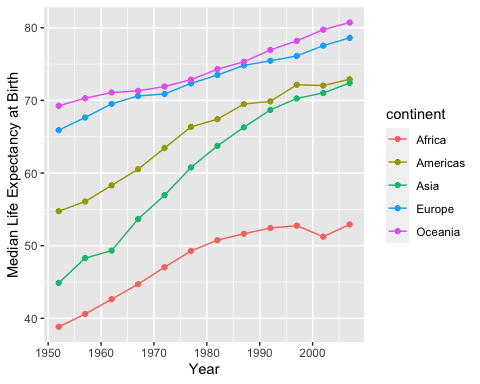 80
70
60
50
40
Median Life Expectancy at Birth
1950 1960 1970 1980 1990 2000
Year
continent
Africa
Americas
Asia
Europe
Oceania